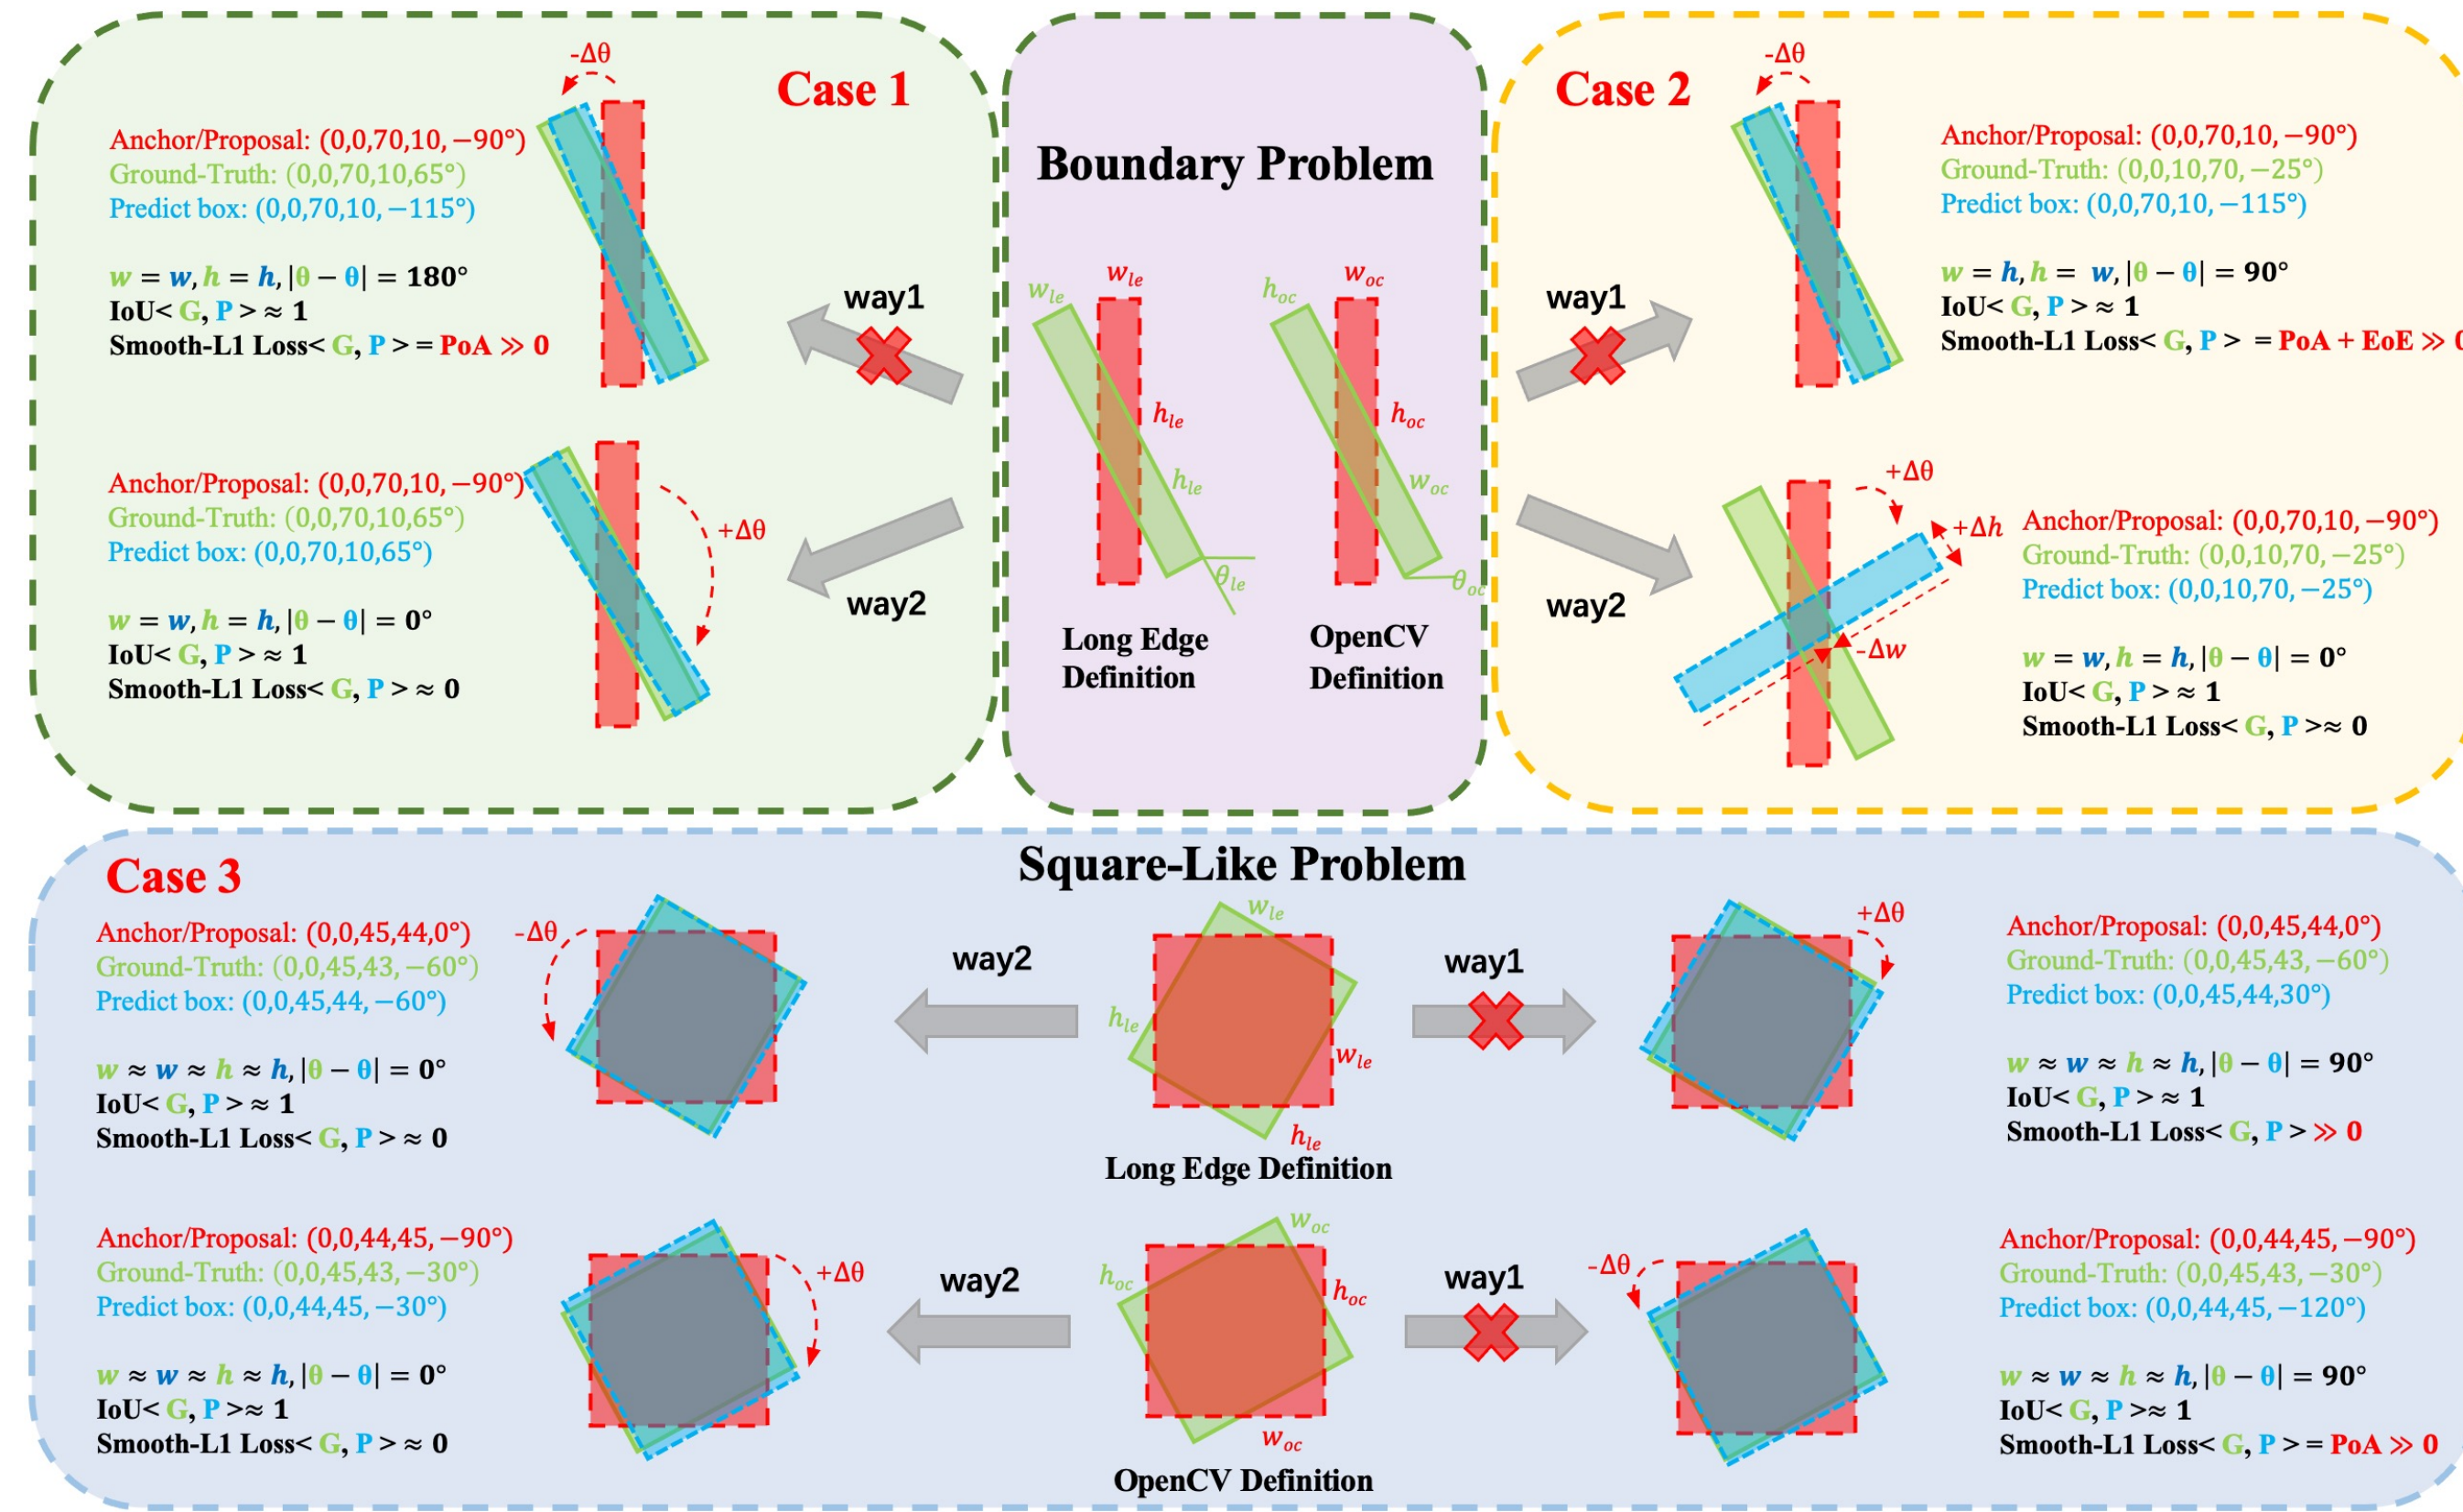 Case 1
-Δθ
Anchor/Proposal: (0,0,70,10,−90°)
Ground-Truth: (0,0,70,10,65°)
Predict box: (0,0,70,10,−115°)
w = w, h = h, |θ − θ| = 180°
IoU< G, P > ≈ 1
Smooth-L1 Loss< G, P > = PoA ≫ 0
way1
Anchor/Proposal: (0,0,70,10,−90°)
Ground-Truth: (0,0,70,10,65°)
Predict box: (0,0,70,10,65°)
+Δθ
w = w, h = h, |θ − θ| = 0°
IoU< G, P > ≈ 1
Smooth-L1 Loss< G, P > ≈ 0
way2
Boundary Problem
w_le
w_le
h_le
h_le
θ_le
Long Edge
Definition
h_oc
w_oc
h_oc
w_oc
θ_oc
OpenCV
Definition
Case 2
-Δθ
Anchor/Proposal: (0,0,70,10,−90°)
Ground-Truth: (0,0,10,70,−25°)
Predict box: (0,0,70,10,−115°)
w = h, h = w, |θ − θ| = 90°
IoU< G, P > ≈ 1
Smooth-L1 Loss< G, P > = PoA + EoE ≫ 0
way1
way2
+Δθ
+Δh
-Δw
Anchor/Proposal: (0,0,70,10,−90°)
Ground-Truth: (0,0,10,70,−25°)
Predict box: (0,0,10,70,−25°)
w = w, h = h, |θ − θ| = 0°
IoU< G, P > ≈ 1
Smooth-L1 Loss< G, P >≈ 0
Case 3
Square-Like Problem
Anchor/Proposal: (0,0,45,44,0°)
Ground-Truth: (0,0,45,43,−60°)
Predict box: (0,0,45,44,−60°)
w ≈ w ≈ h ≈ h, |θ − θ| = 0°
IoU< G, P > ≈ 1
Smooth-L1 Loss< G, P > ≈ 0
-Δθ
way2
w_le
h_le
w_le
h_le
Long Edge Definition
way1
+Δθ
Anchor/Proposal: (0,0,45,44,0°)
Ground-Truth: (0,0,45,43,−60°)
Predict box: (0,0,45,44,30°)
w ≈ w ≈ h ≈ h, |θ − θ| = 90°
IoU< G, P > ≈ 1
Smooth-L1 Loss< G, P > ≫ 0
Anchor/Proposal: (0,0,44,45,−90°)
Ground-Truth: (0,0,45,43,−30°)
Predict box: (0,0,44,45,−30°)
w ≈ w ≈ h ≈ h, |θ − θ| = 0°
IoU< G, P >≈ 1
Smooth-L1 Loss< G, P > ≈ 0
+Δθ
way2
w_oc
h_oc
h_oc
w_oc
OpenCV Definition
way1
-Δθ
Anchor/Proposal: (0,0,44,45,−90°)
Ground-Truth: (0,0,45,43,−30°)
Predict box: (0,0,44,45,−120°)
w ≈ w ≈ h ≈ h, |θ − θ| = 90°
IoU< G, P >≈ 1
Smooth-L1 Loss< G, P > = PoA ≫ 0